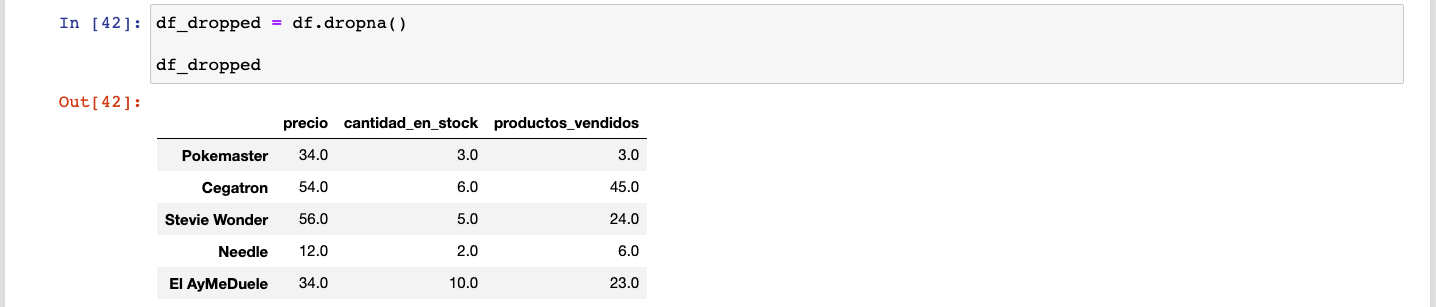 In [42]: df_dropped = df.dropna()
df_dropped
Out[42]:
precio cantidad_en_stock productos_vendidos
Pokemaster 34.0 3.0 3.0
Cegatron 54.0 6.0 45.0
Stevie Wonder 56.0 5.0 24.0
Needle 12.0 2.0 6.0
El AyMeDuele 34.0 10.0 23.0